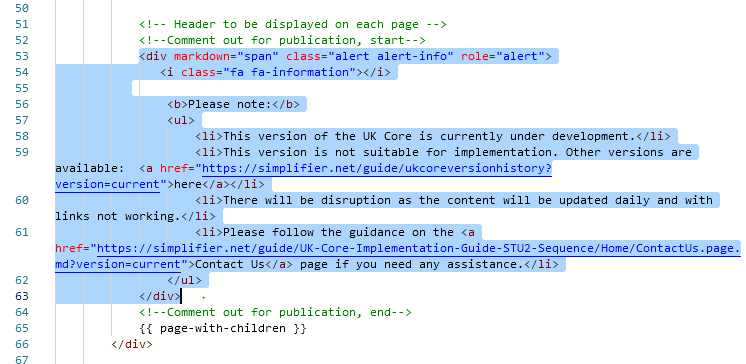 50
51 <!-- Header to be displayed on each page -->
52 <!--Comment out for publication, start-->
53 <div markdown="span" class="alert alert-info" role="alert">
54 <i class="fa fa-information"></i>
55
56 <b>Please note:</b>
57 <ul>
58 <li>This version of the UK Core is currently under development.</li>
59 <li>This version is not suitable for implementation. Other versions are
available:  <a href="https://simplifier.net/guide/ukcoreversionhistory?
version=current">here</a></li>
60 <li>There will be disruption as the content will be updated daily and with
links not working.</li>
61 <li>Please follow the guidance on the <a
href="https://simplifier.net/guide/UK-Core-Implementation-Guide-STU2-Sequence/Home/ContactUs.page.
md?version=current">Contact Us</a> page if you need any assistance.</li>
62 </ul>
63 </div>
64 <!--Comment out for publication, end-->
65 {{ page-with-children }}
66 </div>
67